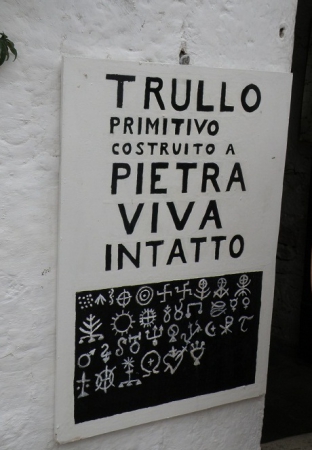 TRULLO
PRIMITIVO
COSTRUITO A
PIETRA
VIVA
INTATTO